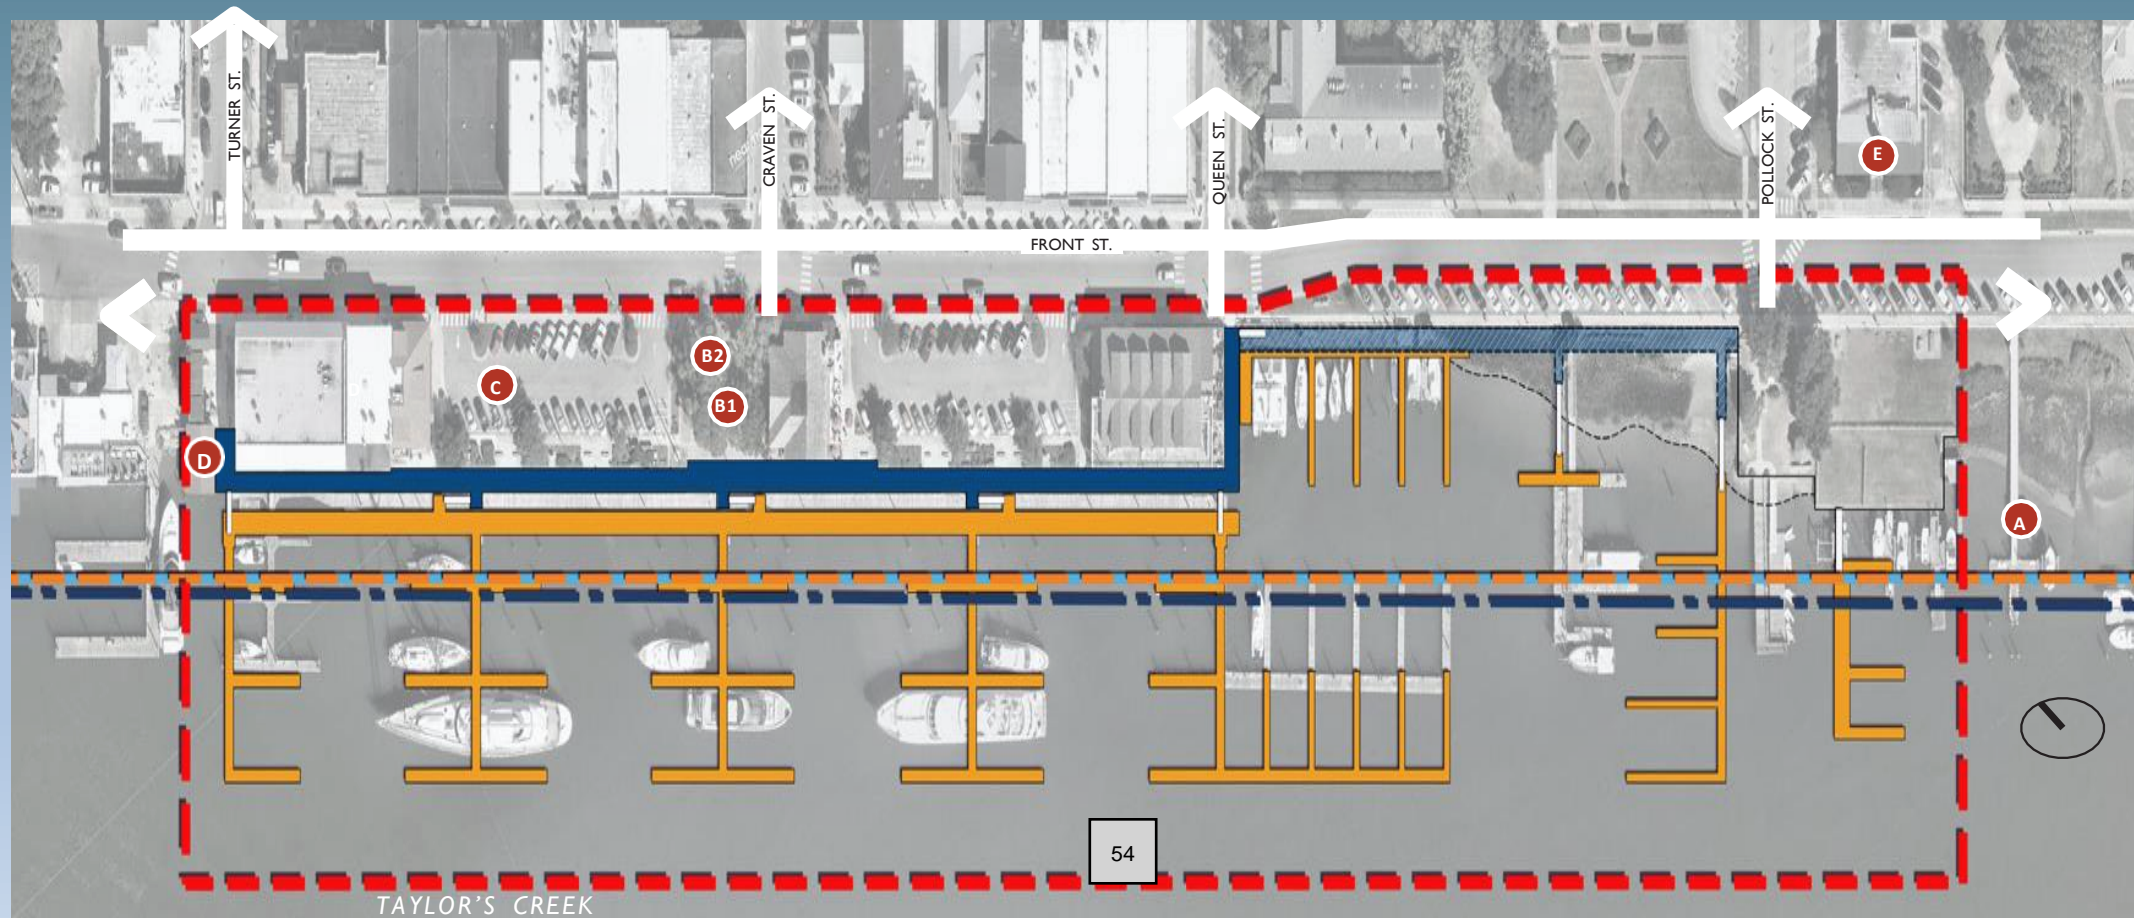 TURNER ST.
CRAVEN ST.
QUEEN ST.
POLLOCK ST.
E
FRONT ST.
B2
C
B1
D
A
54
TAYLOR'S CREEK